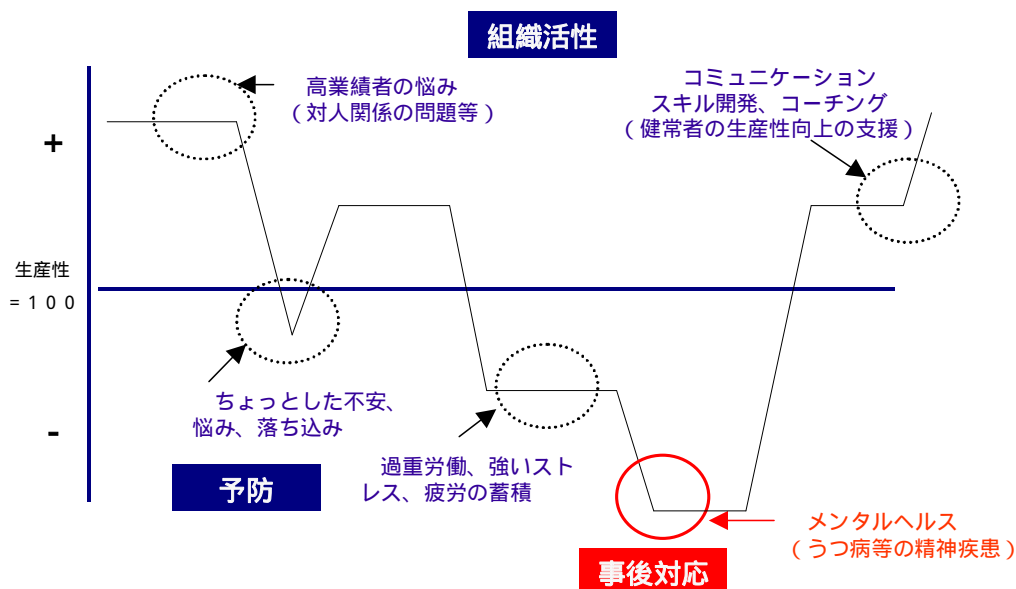 組織活性
高業績者の悩み
（対人関係の問題等）
コミュニケーション
スキル開発、コーチング
（健常者の生産性向上の支援）
+
生産性
=１００
ちょっとした不安、
悩み、落ち込み
-
過重労働、強いスト
レス、疲労の蓄積
予防
メンタルヘルス
（うつ病等の精神疾患）
事後対応